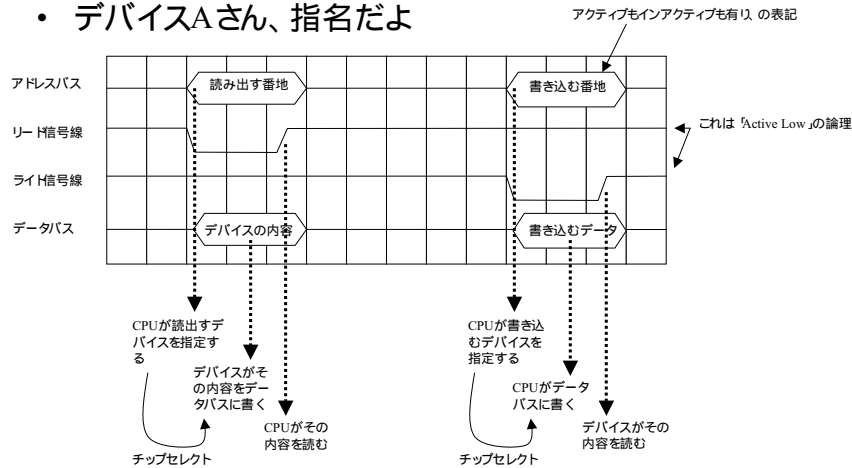 • デバイスAさん、指名だよ
アクティブもインアクティブも有り、の表記
アドレスバス
読み出す番地
書き込む番地
リード信号線
これは「Active Low」の論理
ライト信号線
データバス
デバイスの内容
書き込むデータ
CPUが読出すデ
バイスを指定す
る
デバイスがそ
の内容をデー
タバスに書く
CPUがその
内容を読む
チップセレクト
CPUが書き込
むデバイスを
指定する
CPUがデータ
バスに書く
デバイスがその
内容を読む
チップセレクト